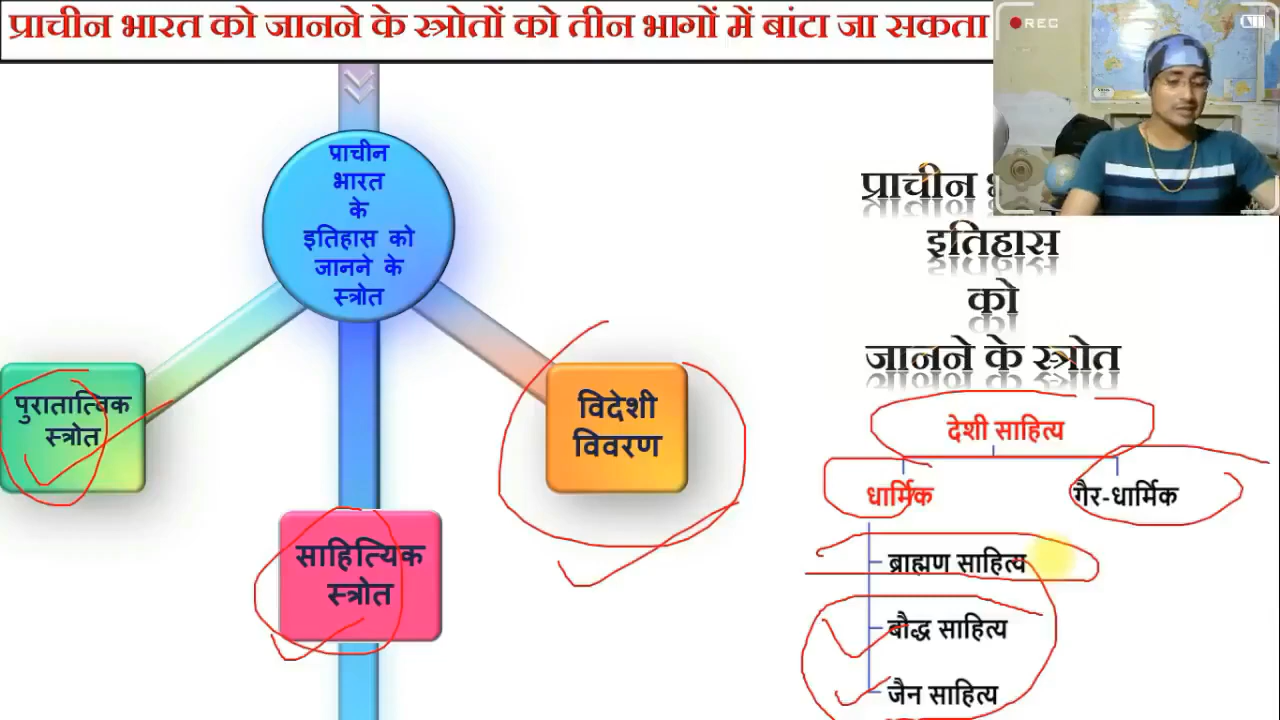 प्राचीन भारत को जानने के स्त्रोतों को तीन भागों में बांटा जा सकता
REC
प्राचीन
भारत
के
इतिहास को
जानने के
स्त्रोत
पुरातात्विक
स्त्रोत
विदेशी
विवरण
साहित्यिक
स्त्रोत
प्राचीन
इतिहास
को
जानने के स्त्रोत
देशी साहित्य
धार्मिक
गैर-धार्मिक
ब्राह्मण साहित्य
बौद्ध साहित्य
जैन साहित्य